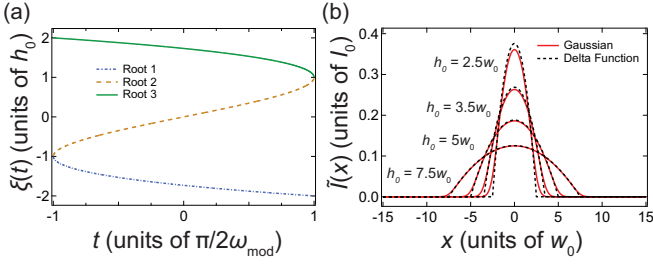 (a)
ξ(t) (units of h₀)
2
1
0
-1
-2
Root 1
Root 2
Root 3
-1
0
1
t (units of π/2ω_mod)
(b)
Ĩ(x) (units of I₀)
0.4
0.3
0.2
0.1
0.0
Gaussian
Delta Function
h₀ = 2.5w₀
h₀ = 3.5w₀
h₀ = 5w₀
h₀ = 7.5w₀
-15
-10
-5
0
5
10
15
x (units of w₀)